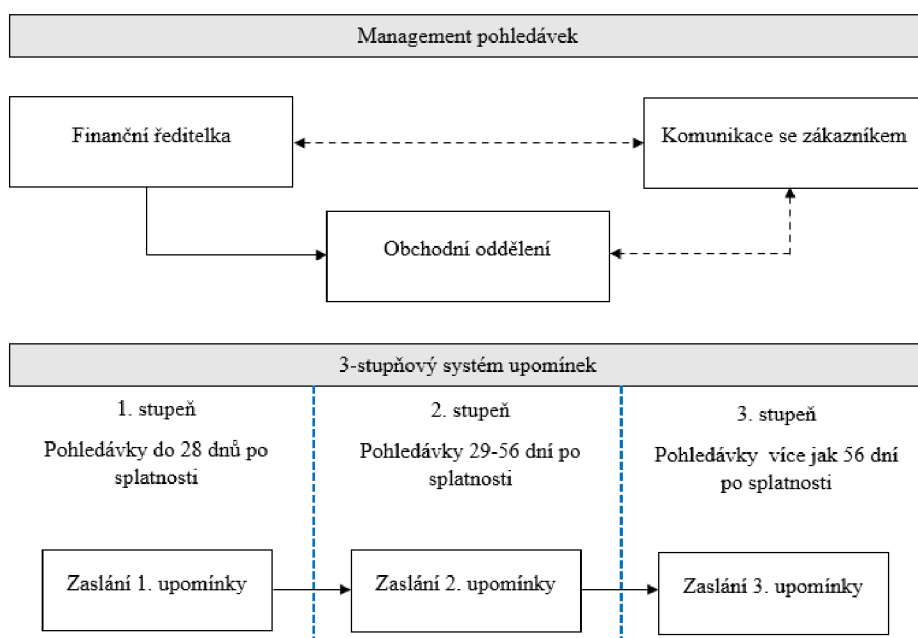 Management pohledávek
Finanční ředitelka
Komunikace se zákazníkem
Obchodní oddělení
3-stupňový systém upomínek
1. stupeň
Pohledávky do 28 dnů po
splatnosti
2. stupeň
Pohledávky 29-56 dní po
splatnosti
3. stupeň
Pohledávky více jak 56 dní
po splatnosti
Zaslání 1. upomínky
Zaslání 2. upomínky
Zaslání 3. upomínky